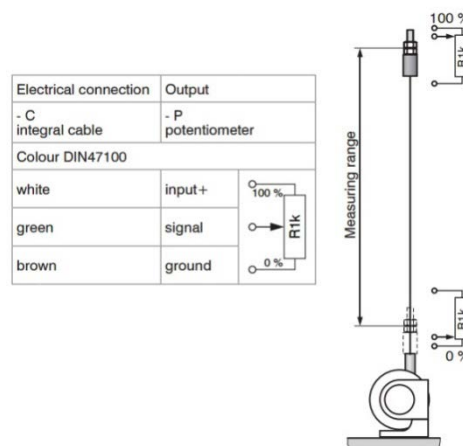 Electrical connection Output
- C
integral cable
- P
potentiometer
Colour DIN47100
white input+
green signal
brown ground
100 %
R1k
0 %
100 %
R1k
Measuring range
R1k
0 %